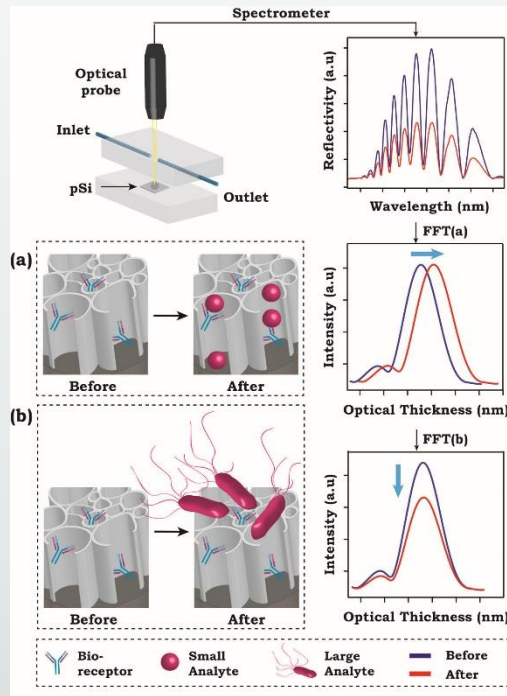 Spectrometer
Optical
probe
Inlet
pSi
Outlet
Reflectivity (a.u)
Wavelength (nm)
FFT(a)
(a)
Before
After
Intensity (a.u)
Optical Thickness (nm)
FFT(b)
(b)
Before
After
Intensity (a.u)
Optical Thickness (nm)
Bio-
receptor
Small
Analyte
Large
Analyte
Before
After